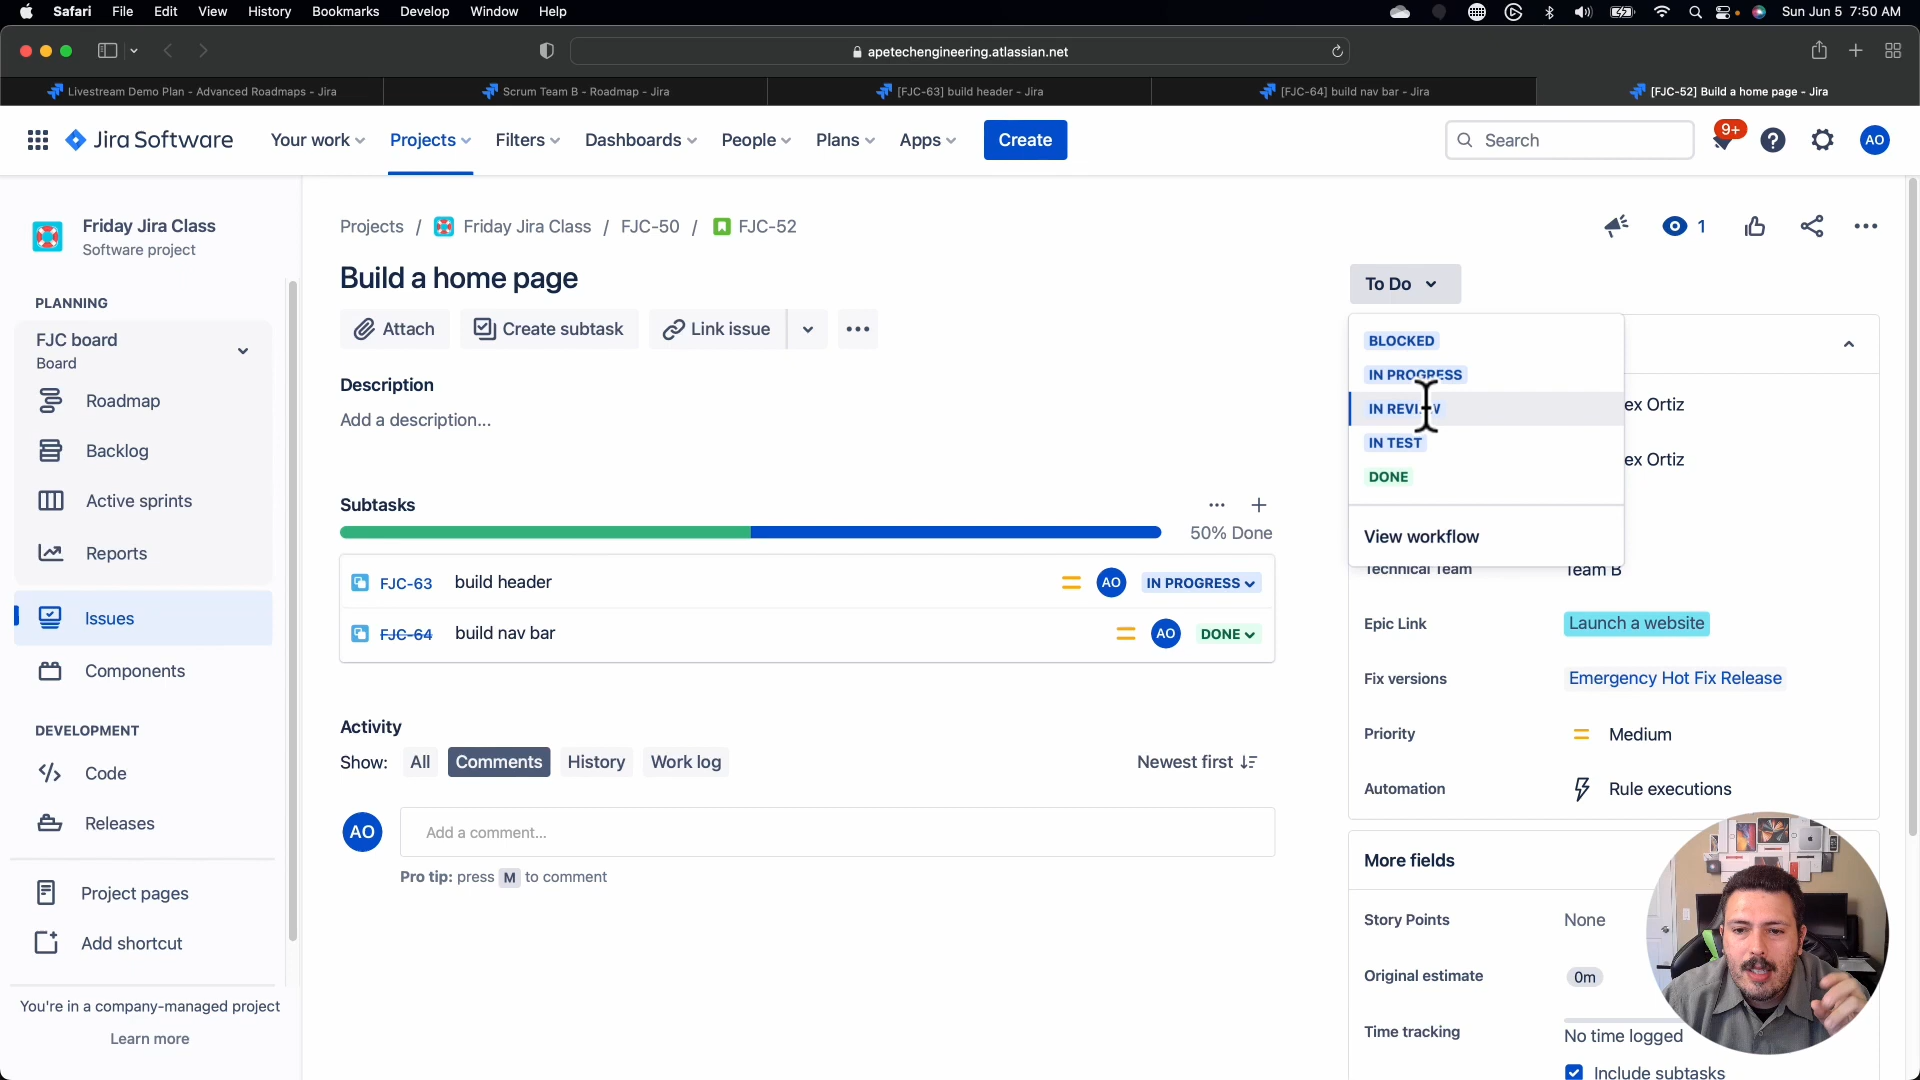 Safari File Edit View History Bookmarks Develop Window Help Sun Jun 5 7:50 AM
apetechengineering.atlassian.net
Livestream Demo Plan - Advanced Roadmaps - Jira
Scrum Team B - Roadmap - Jira
[FJC-63] build header - Jira
[FJC-64] build nav bar - Jira
[FJC-52] Build a home page - Jira
Jira Software Your work Projects Filters Dashboards People Plans Apps Create Search 9+ AO
Friday Jira Class
Software project
PLANNING
FJC board
Board
Roadmap
Backlog
Active sprints
Reports
Issues
Components
DEVELOPMENT
Code
Releases
Project pages
Add shortcut
You're in a company-managed project
Learn more
Projects / Friday Jira Class / FJC-50 / FJC-52
1
Build a home page
Attach Create subtask Link issue
Description
Add a description...
Subtasks
50% Done
FJC-63 build header AO IN PROGRESS
FJC-64 build nav bar AO DONE
Activity
Show: All Comments History Work log Newest first
AO Add a comment...
Pro tip: press M to comment
To Do
BLOCKED
IN PROGRESS
IN REVIEW
IN TEST
DONE
View workflow
ex Ortiz
ex Ortiz
Technical Team Team B
Epic Link Launch a website
Fix versions Emergency Hot Fix Release
Priority Medium
Automation Rule executions
More fields
Story Points None
Original estimate 0m
Time tracking No time logged
Include subtasks